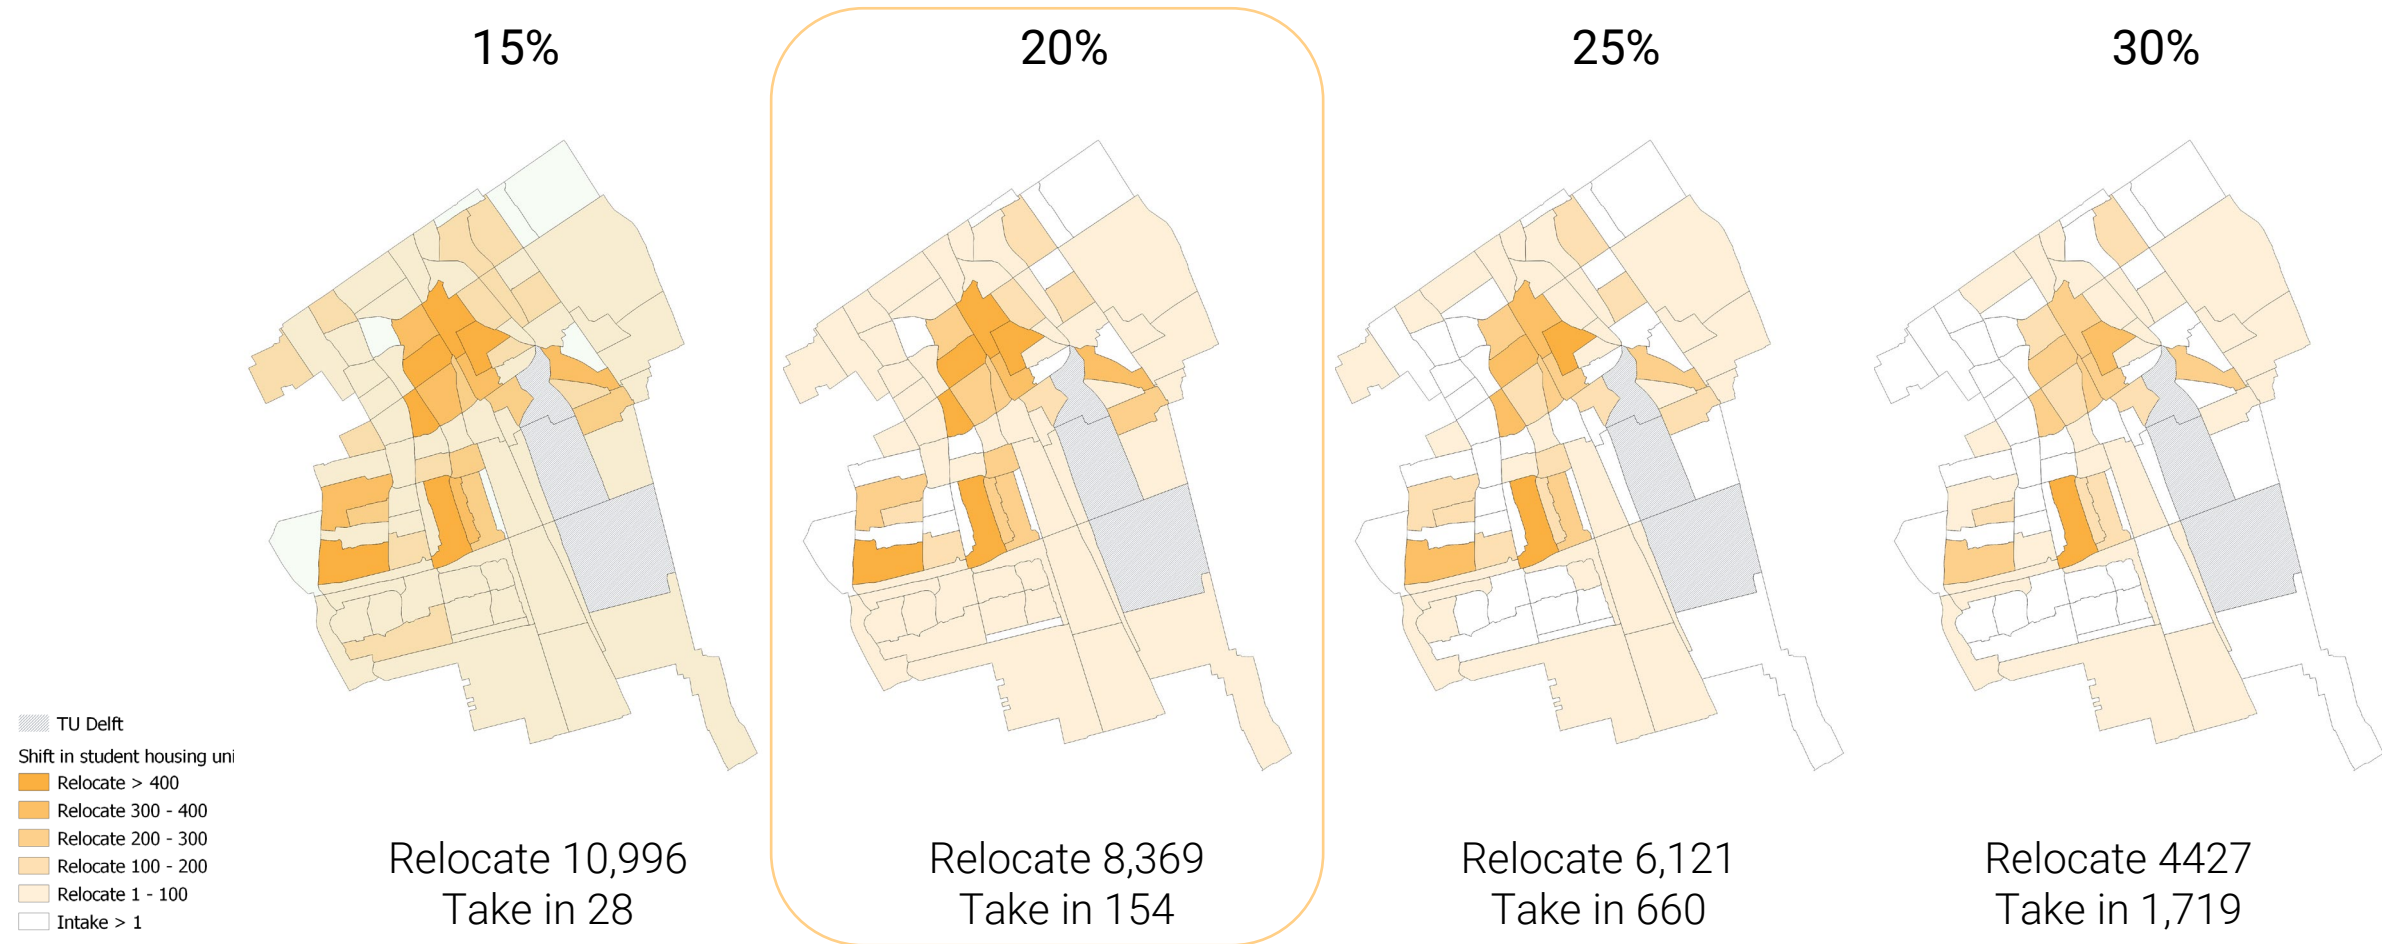 15%
20%
25%
30%
TU Delft
Shift in student housing uni
Relocate > 400
Relocate 300 - 400
Relocate 200 - 300
Relocate 100 - 200
Relocate 1 - 100
Intake > 1
Relocate 10,996
Take in 28
Relocate 8,369
Take in 154
Relocate 6,121
Take in 660
Relocate 4427
Take in 1,719